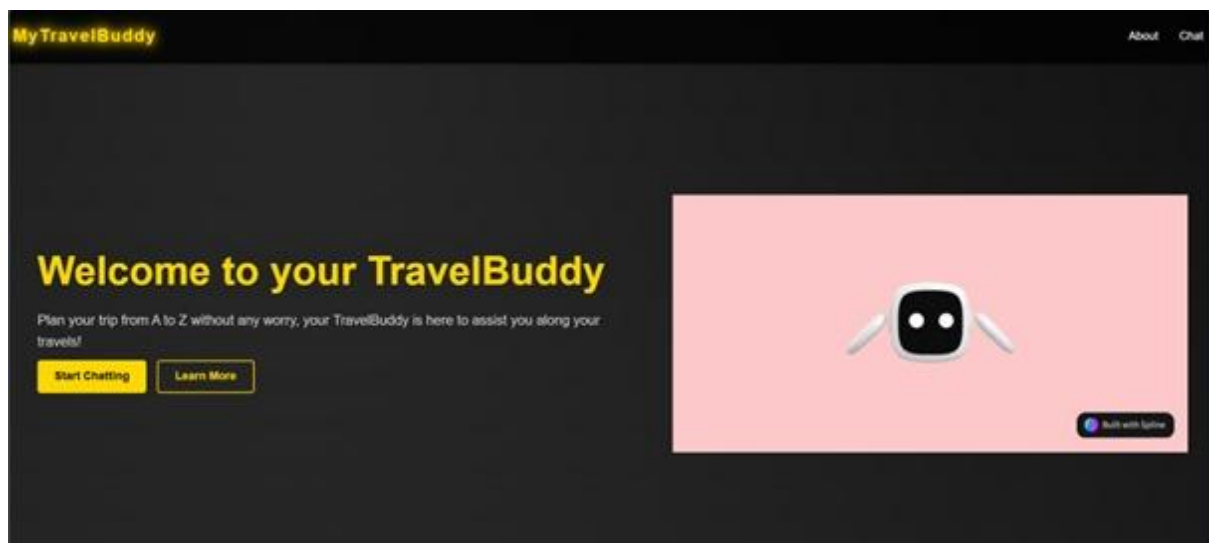 MyTravelBuddy
About Chat
Welcome to your TravelBuddy
Plan your trip from A to Z without any worry, your TravelBuddy is here to assist you along your
travels!
Start Chatting Learn More
Built with Spline